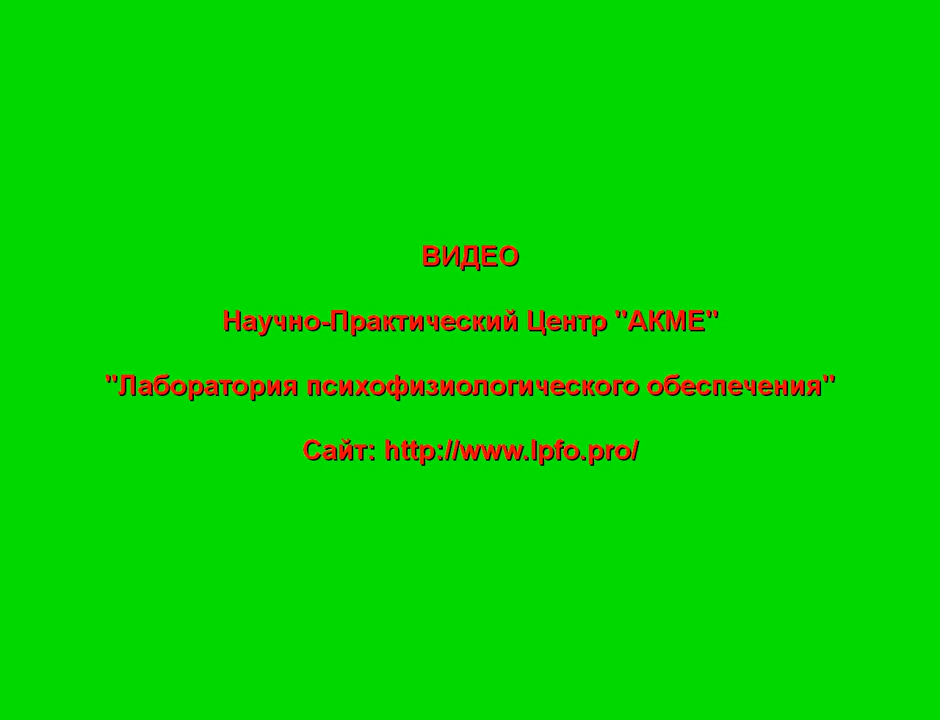 ВИДЕО
Научно-Практический Центр "АКМЕ"
"Лаборатория психофизиологического обеспечения"
Сайт: http://www.lpfo.pro/